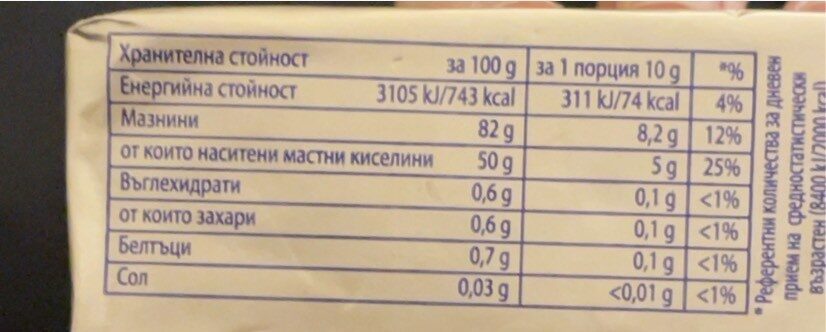 Хранителна стойност за 100 g за 1 порция 10 g *%
Енергийна стойност 3105 kJ/743 kcal 311 kJ/74 kcal 4%
Мазнини 82 g 8,2 g 12%
от които наситени мастни киселини 50 g 5 g 25%
Въглехидрати 0,6 g 0,1 g <1%
от които захари 0,6 g 0,1 g <1%
Белтъци 0,7 g 0,1 g <1%
Сол 0,03 g <0,01 g <1%
* Референтни количества за дневен
прием на средностатистически
възрастен (8400 kJ/2000 kcal)